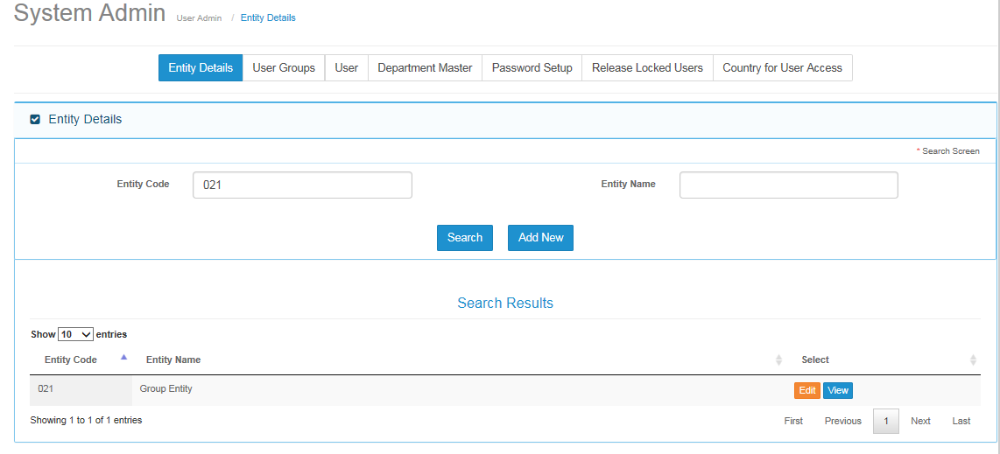 System Admin User Admin / Entity Details
Entity Details User Groups User Department Master Password Setup Release Locked Users Country for User Access
Entity Details
* Search Screen
Entity Code 021 Entity Name
Search Add New
Search Results
Show 10 entries
Entity Code Entity Name Select
021 Group Entity Edit View
Showing 1 to 1 of 1 entries First Previous 1 Next Last